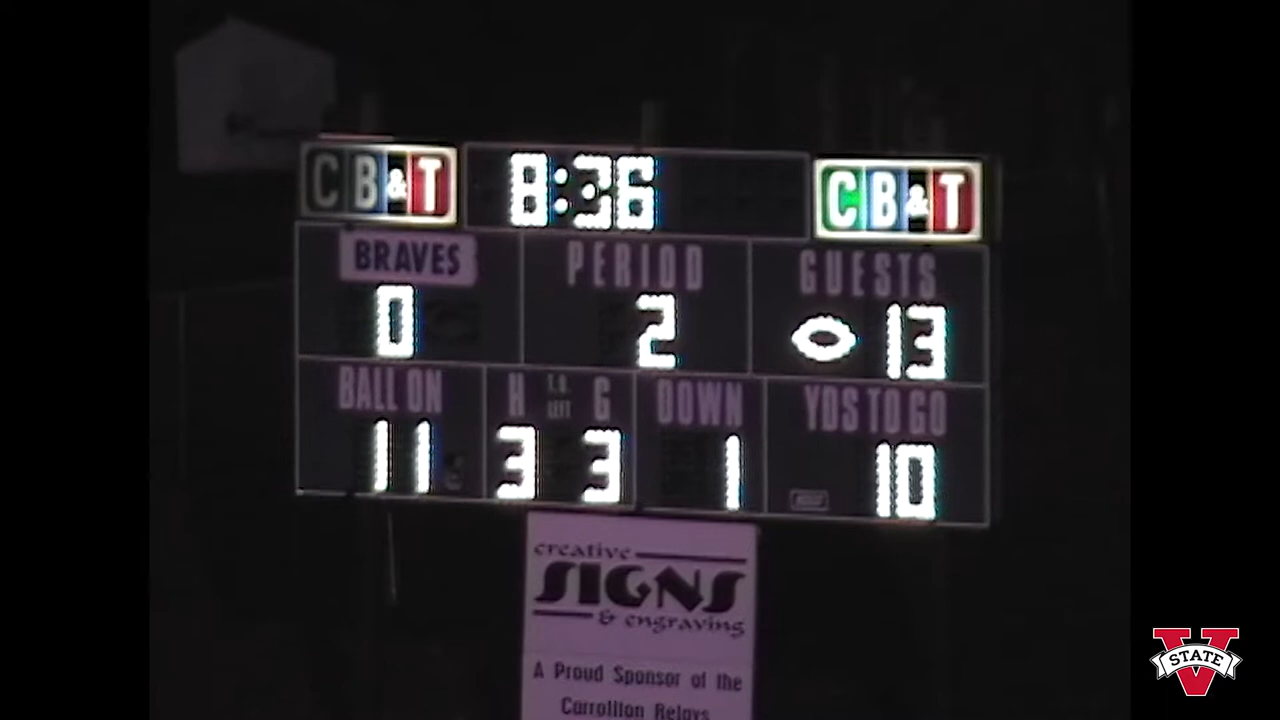 CB&T
8:36
CB&T
BRAVES
PERIOD
GUESTS
0
2
13
BALL ON
H T.O. LEFT G
DOWN
YDS TO GO
11
3
3
1
10
creative
SIGNS
& engraving
A Proud Sponsor of the
Carrollton Relays
V
STATE